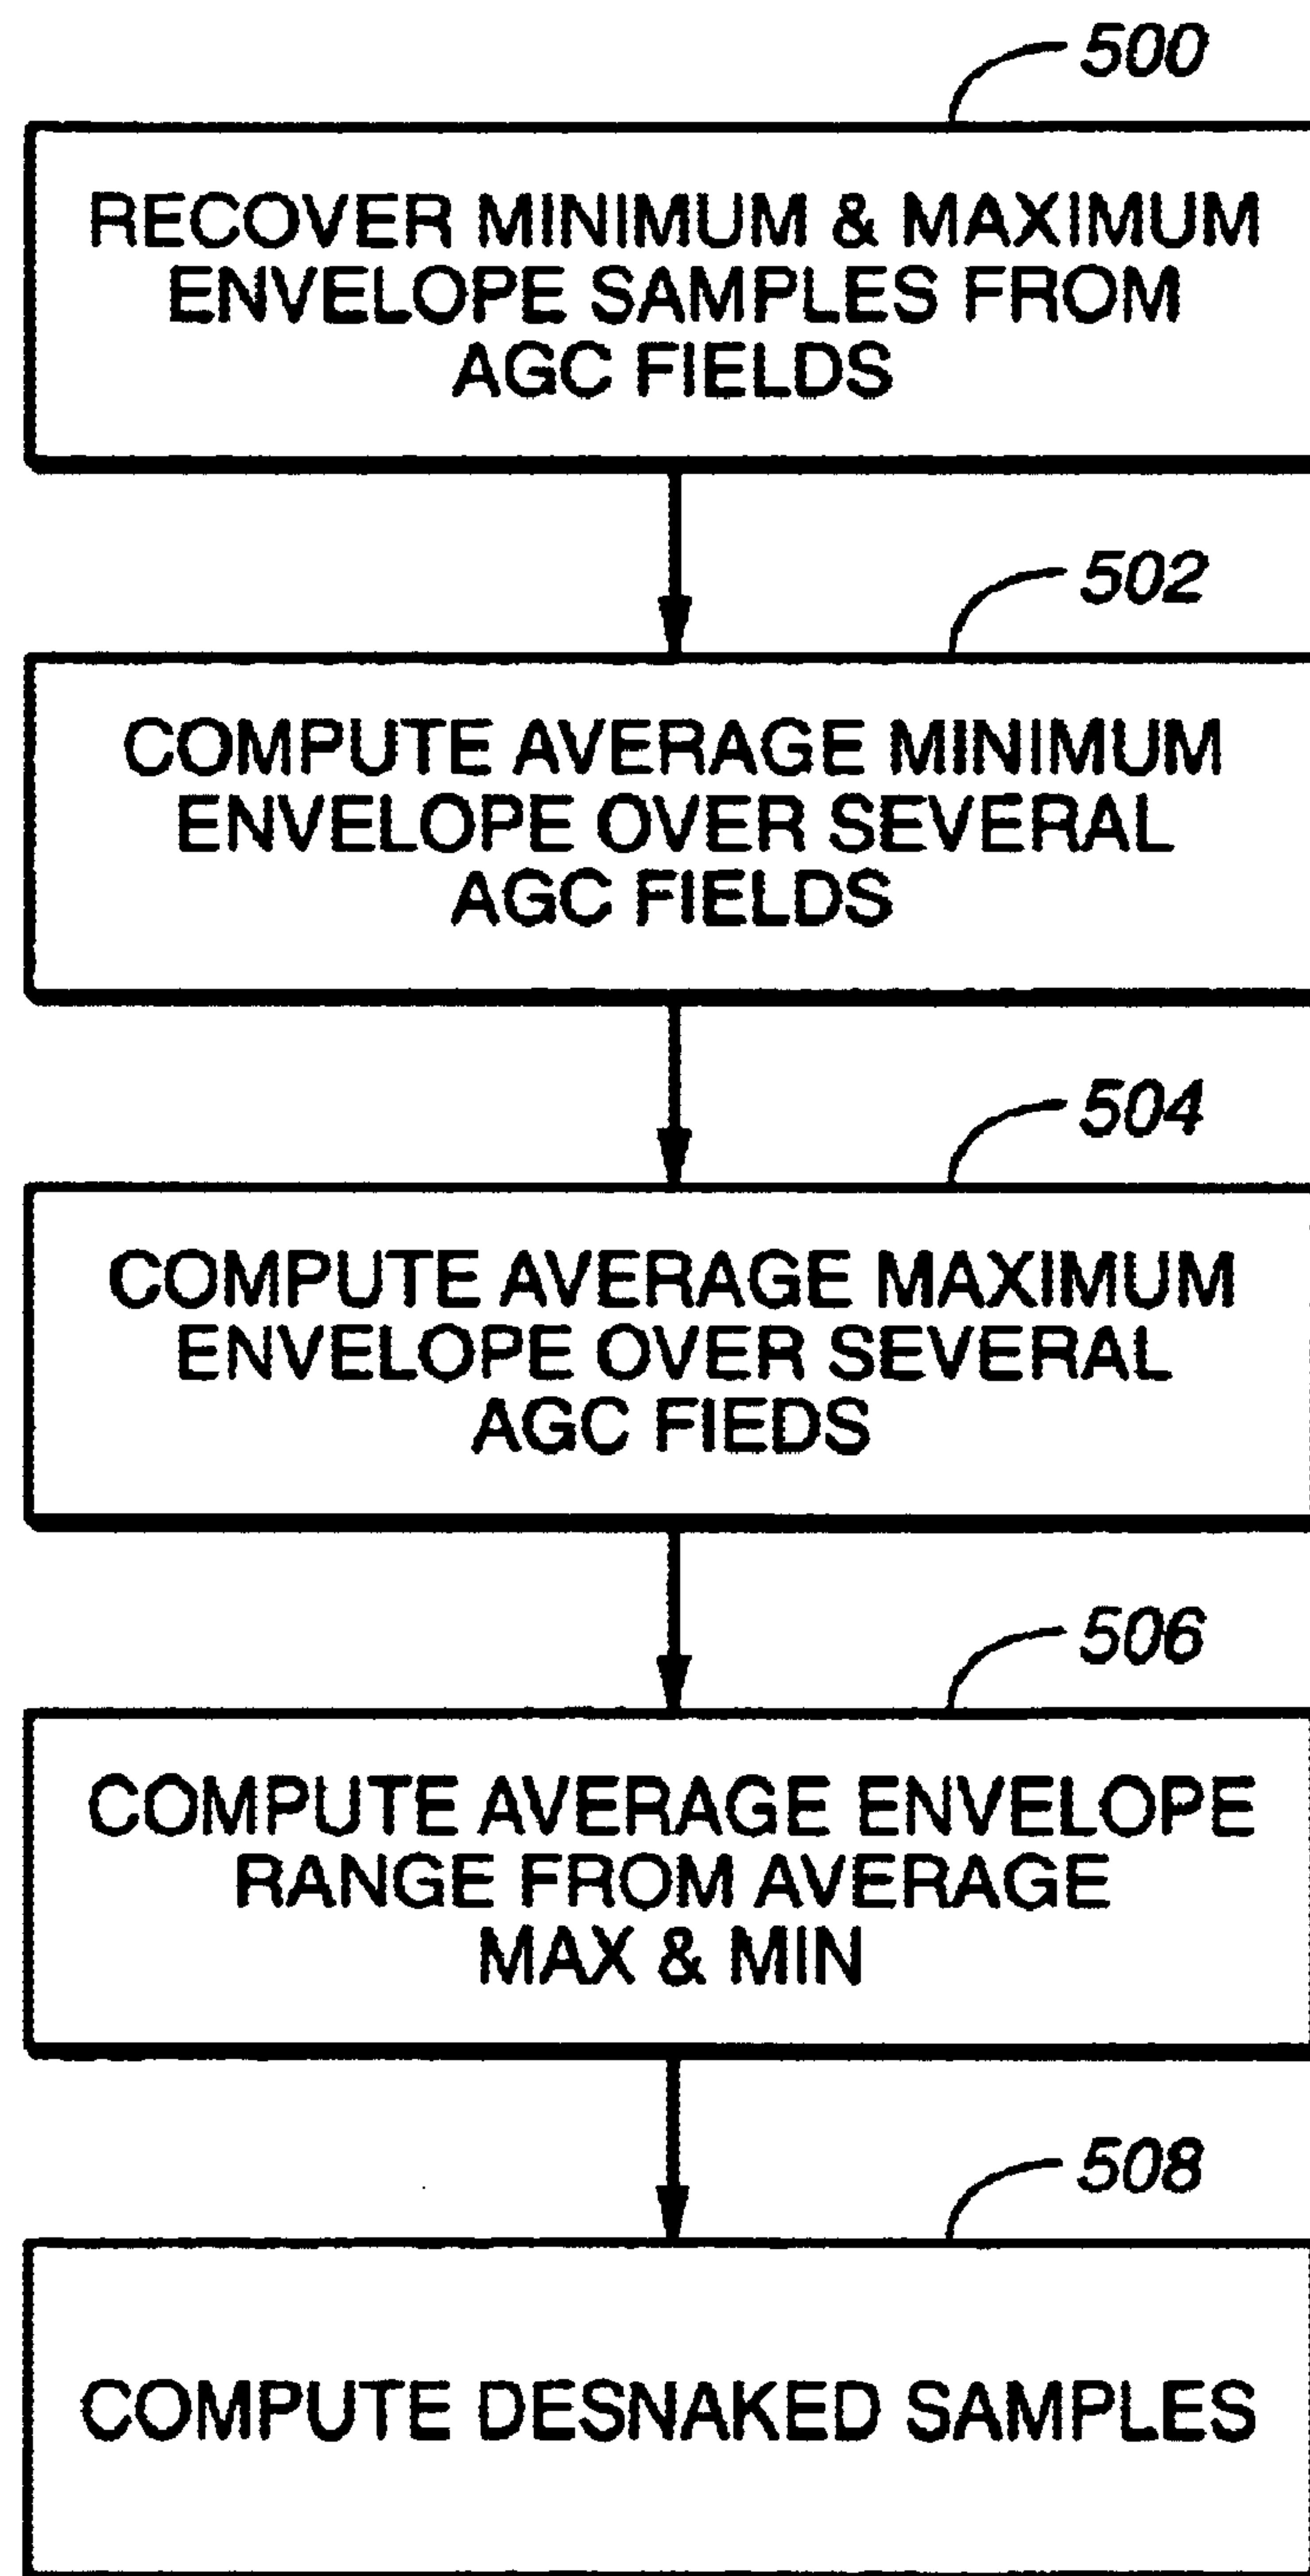 500
RECOVER MINIMUM & MAXIMUM
ENVELOPE SAMPLES FROM
AGC FIELDS
502
COMPUTE AVERAGE MINIMUM
ENVELOPE OVER SEVERAL
AGC FIELDS
504
COMPUTE AVERAGE MAXIMUM
ENVELOPE OVER SEVERAL
AGC FIEDS
506
COMPUTE AVERAGE ENVELOPE
RANGE FROM AVERAGE
MAX & MIN
508
COMPUTE DESNAKED SAMPLES